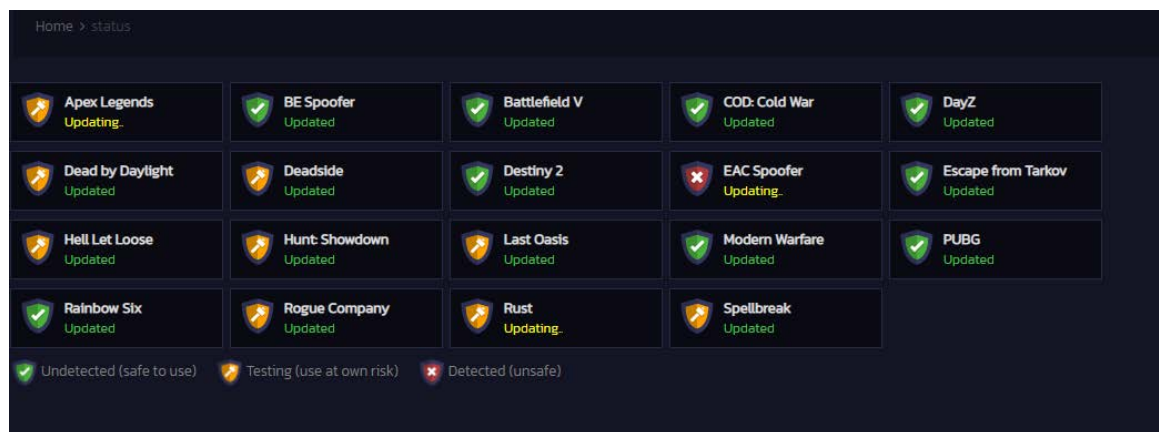 Home > status
Apex Legends
Updating..
BE Spoofer
Updated
Battlefield V
Updated
COD: Cold War
Updated
DayZ
Updated
Dead by Daylight
Updated
Deadside
Updated
Destiny 2
Updated
EAC Spoofer
Updating..
Escape from Tarkov
Updated
Hell Let Loose
Updated
Hunt: Showdown
Updated
Last Oasis
Updated
Modern Warfare
Updated
PUBG
Updated
Rainbow Six
Updated
Rogue Company
Updated
Rust
Updating..
Spellbreak
Updated
Undetected (safe to use)
Testing (use at own risk)
Detected (unsafe)